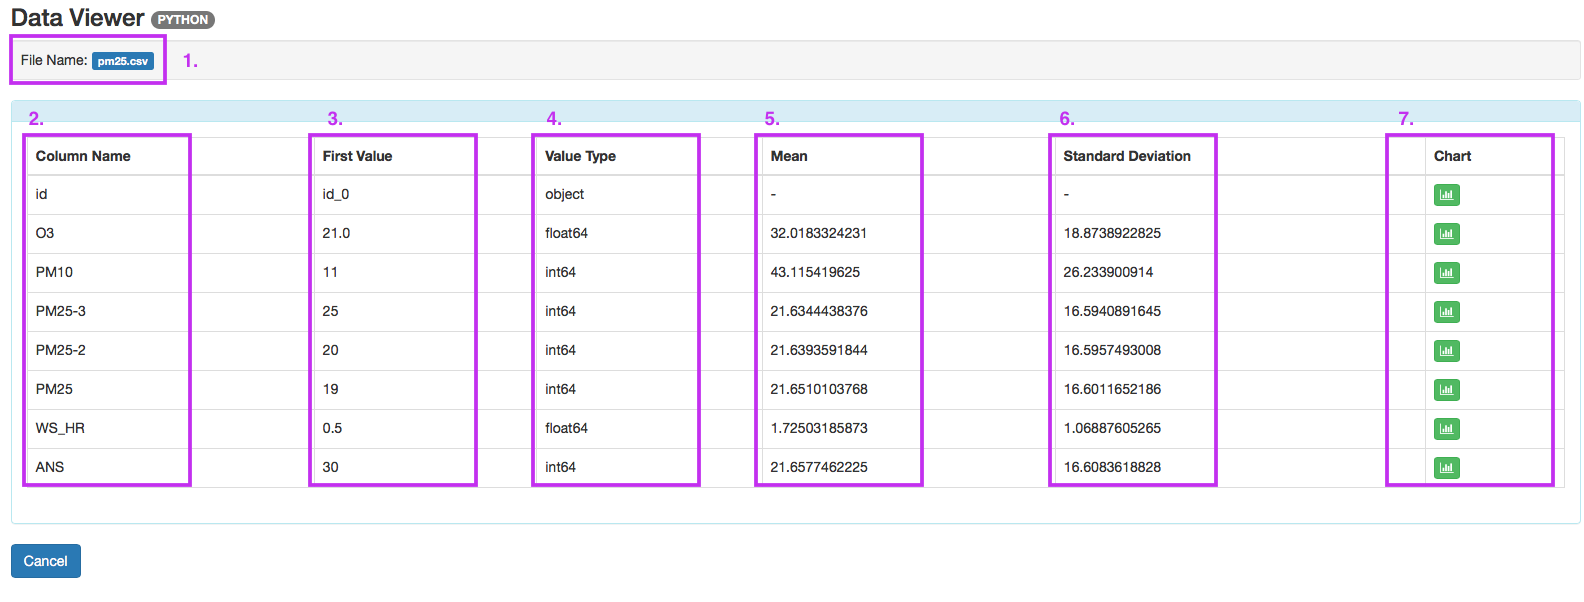 Data Viewer PYTHON
File Name: pm25.csv 1.
2. 3. 4. 5. 6. 7.
Column Name First Value Value Type Mean Standard Deviation Chart
id id_0 object - -
O3 21.0 float64 32.0183324231 18.8738922825
PM10 11 int64 43.115419625 26.233900914
PM25-3 25 int64 21.6344438376 16.5940891645
PM25-2 20 int64 21.6393591844 16.5957493008
PM25 19 int64 21.6510103768 16.6011652186
WS_HR 0.5 float64 1.72503185873 1.06887605265
ANS 30 int64 21.6577462225 16.6083618828
Cancel